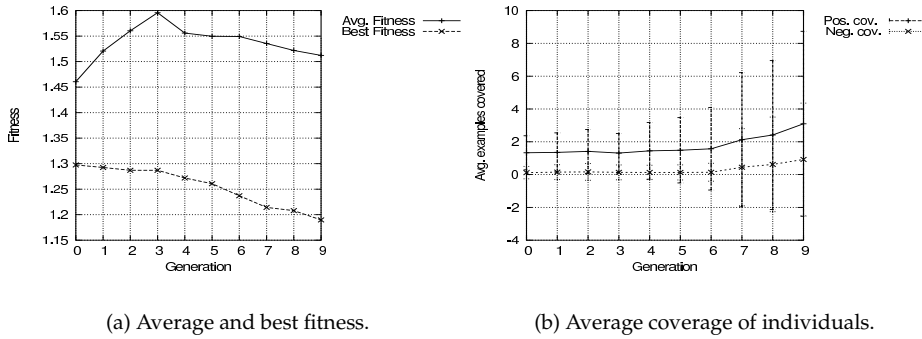 1.6
1.55
1.5
1.45
1.4
1.35
1.3
1.25
1.2
1.15
0 1 2 3 4 5 6 7 8 9
Fitness
Generation
Avg. Fitness
Best Fitness
(a) Average and best fitness.
10
8
6
4
2
0
-2
-4
0 1 2 3 4 5 6 7 8 9
Avg. examples covered
Generation
Pos. cov.
Neg. cov.
(b) Average coverage of individuals.